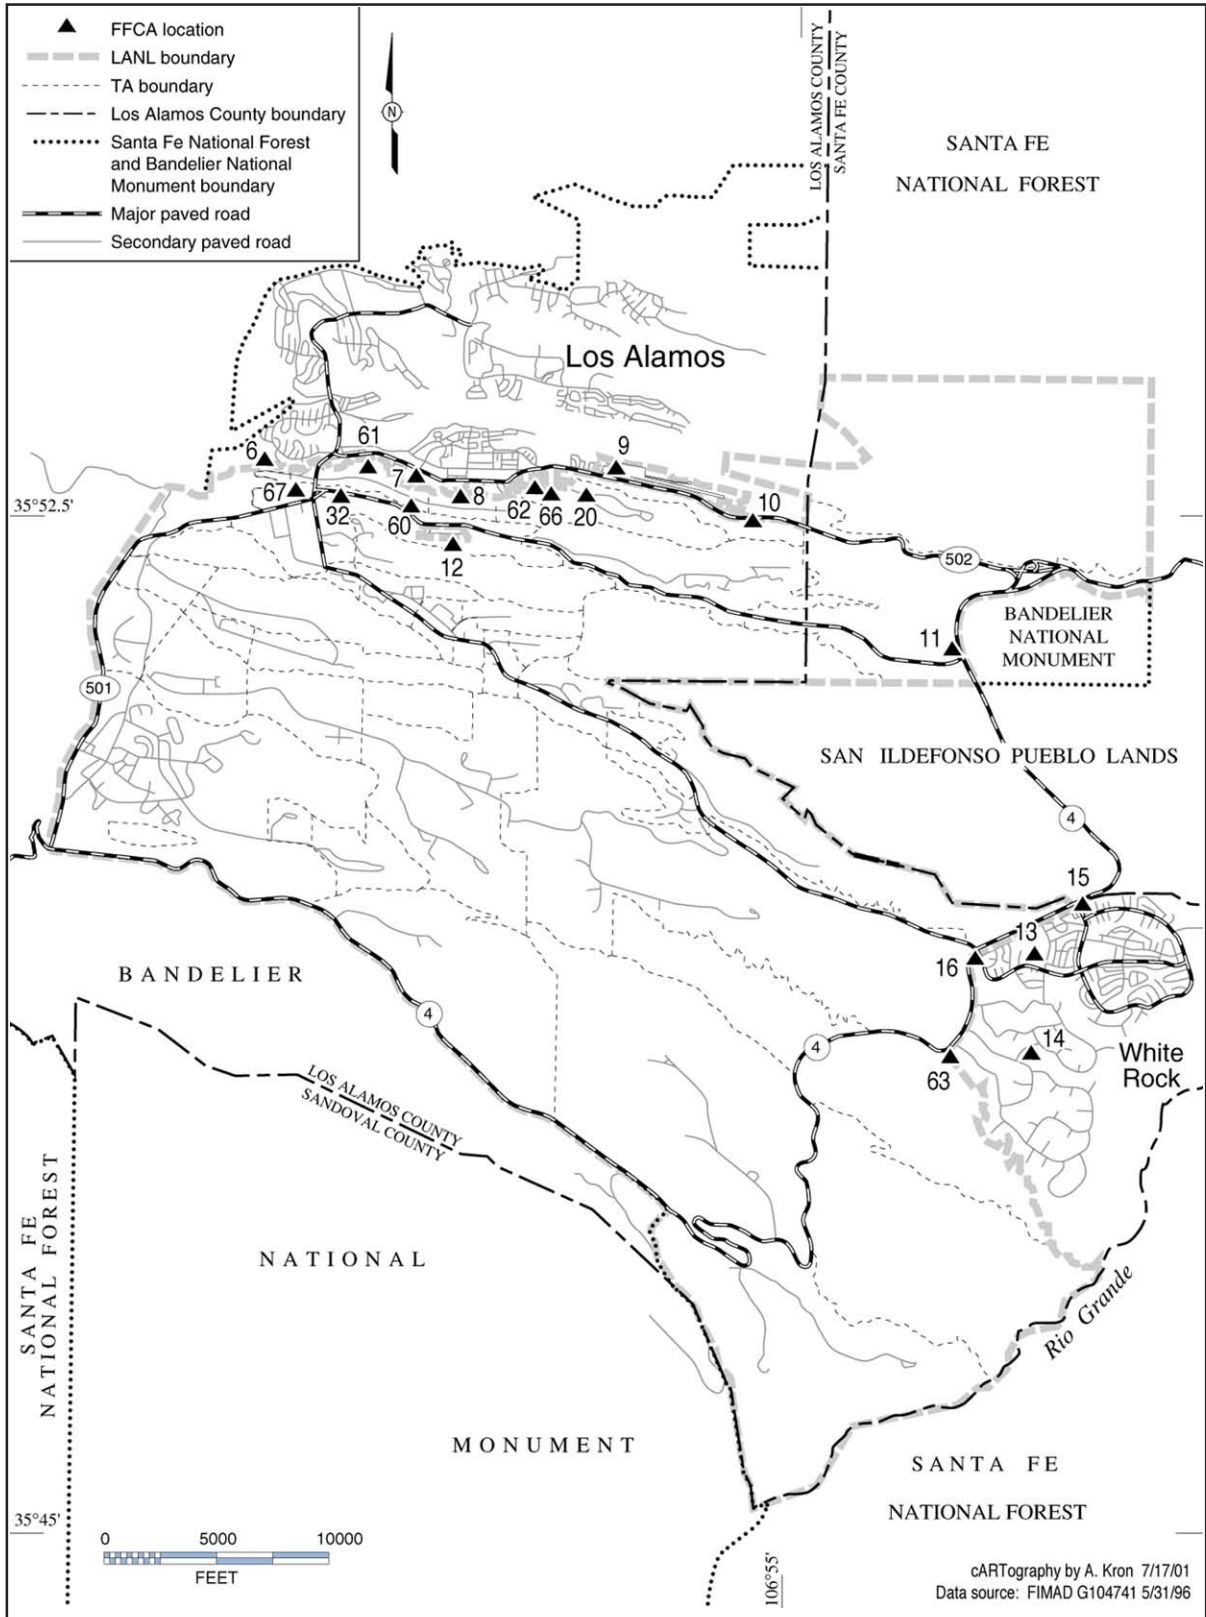 FFCA location
LANL boundary
TA boundary
Los Alamos County boundary
Santa Fe National Forest
and Bandelier National
Monument boundary
Major paved road
Secondary paved road
N
LOS ALAMOS COUNTY
SANTA FE COUNTY
SANTA FE
NATIONAL FOREST
Los Alamos
6
61
7
9
67
32
60
8
62
66
20
10
12
35°52.5'
502
11
BANDELIER
NATIONAL
MONUMENT
501
SAN ILDEFONSO PUEBLO LANDS
4
15
13
16
14
63
White
Rock
BANDELIER
4
4
LOS ALAMOS COUNTY
SANDOVAL COUNTY
SANTA FE
NATIONAL FOREST
NATIONAL
Rio Grande
MONUMENT
SANTA FE
NATIONAL FOREST
35°45'
0 5000 10000
FEET
106°55'
cARTography by A. Kron 7/17/01
Data source: FIMAD G104741 5/31/96